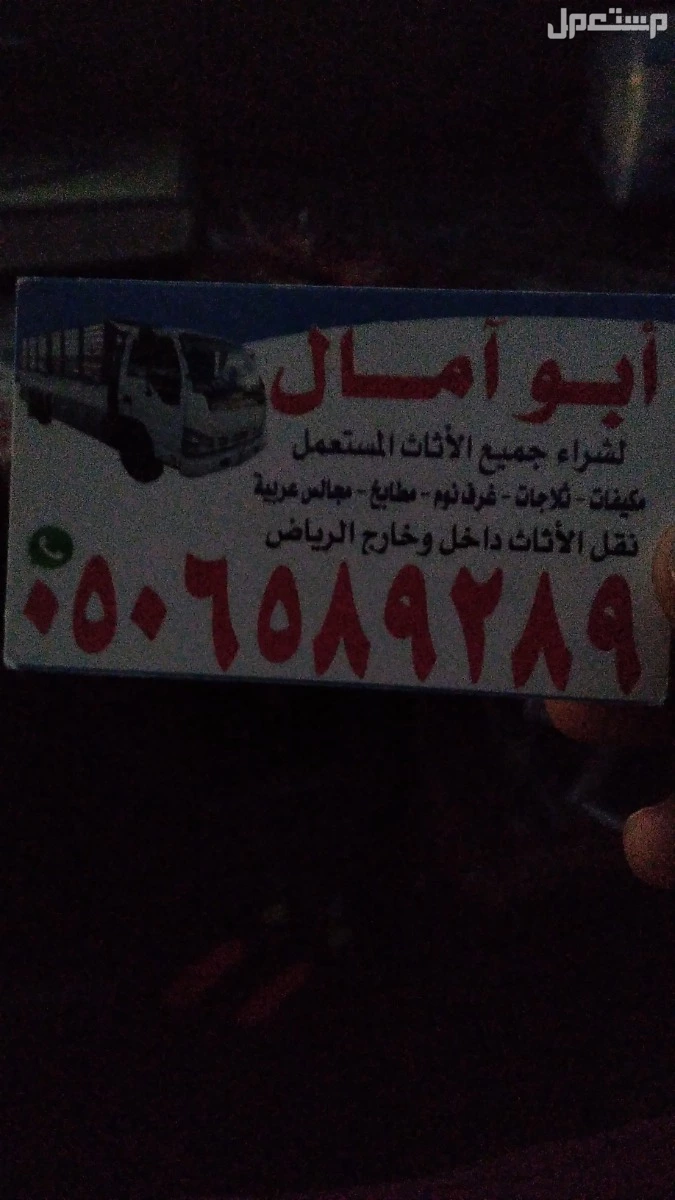 مستعمل
أبو آمال
لشراء جميع الأثاث المستعمل
مكيفات - ثلاجات - غرف نوم - مطابخ - مجالس عربية
نقل الأثاث داخل وخارج الرياض
٠٥٠٦٥٨٩٢٨٩